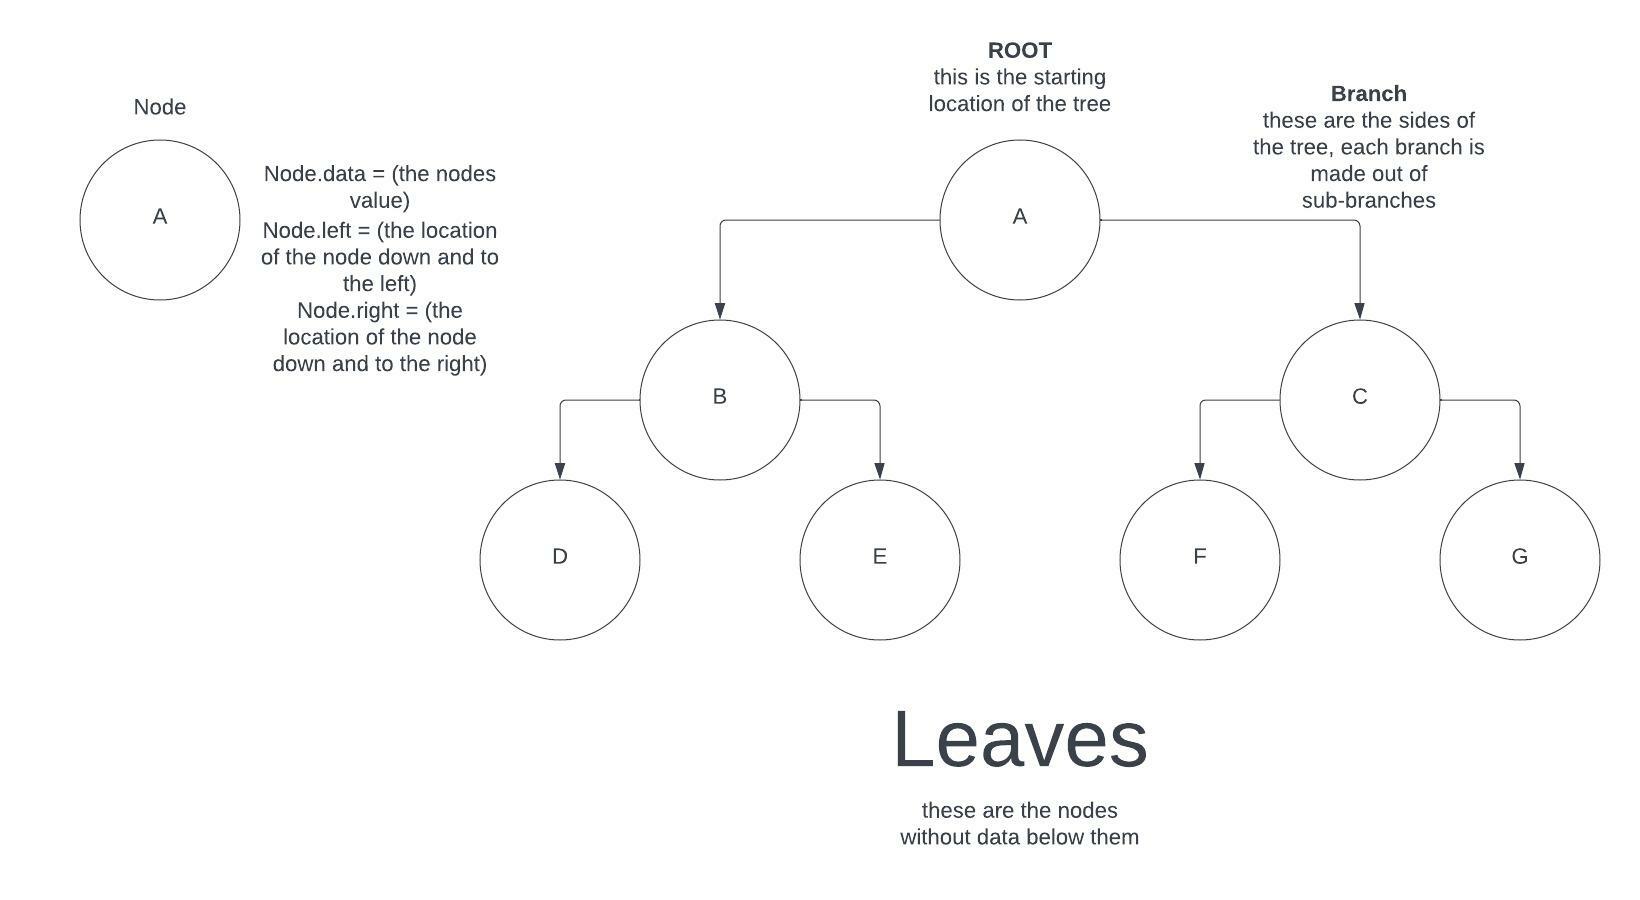 Node
A
Node.data = (the nodes
value)
Node.left = (the location
of the node down and to
the left)
Node.right = (the
location of the node
down and to the right)
ROOT
this is the starting
location of the tree
Branch
these are the sides of
the tree, each branch is
made out of
sub-branches
A
B
C
D
E
F
G
Leaves
these are the nodes
without data below them